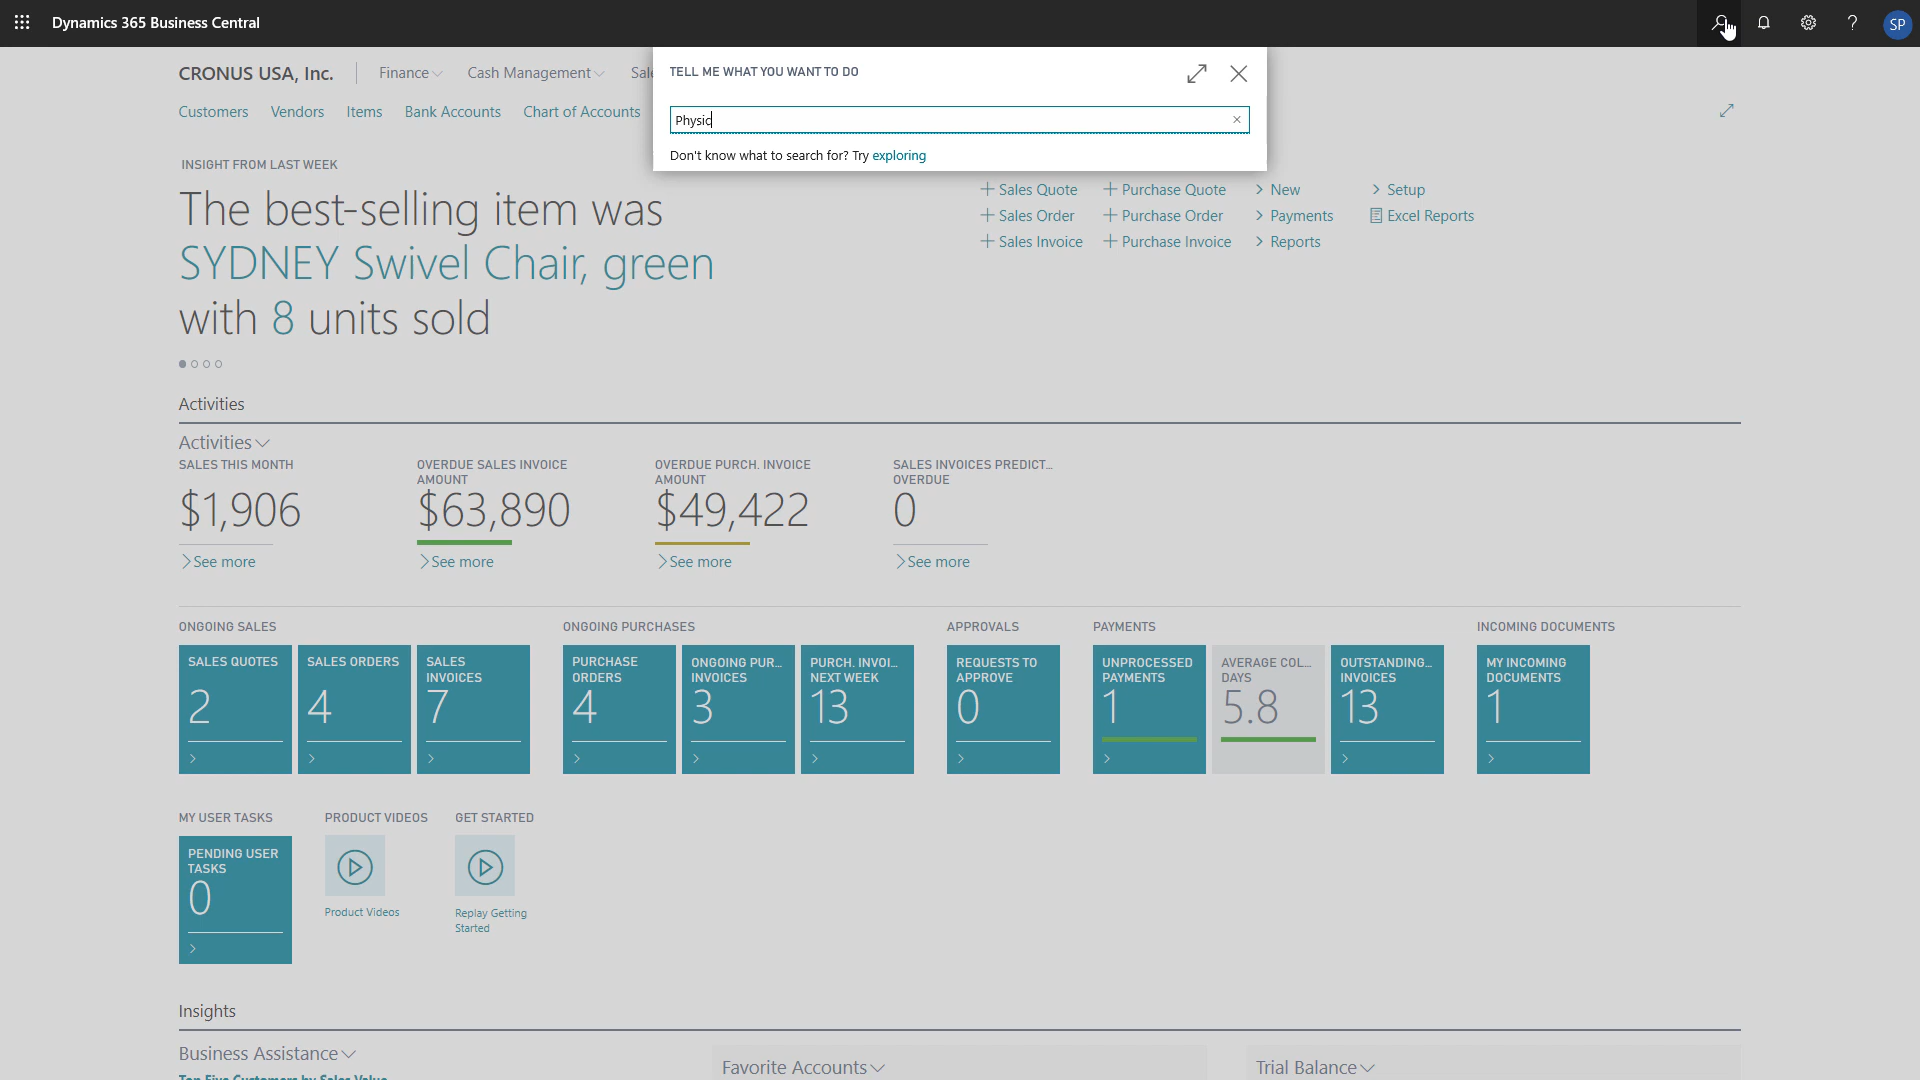 Dynamics 365 Business Central
?
SP
CRONUS USA, Inc.
Finance
Cash Management
TELL ME WHAT YOU WANT TO DO
Physic
Don't know what to search for? Try exploring
Customers
Vendors
Items
Bank Accounts
Chart of Accounts
INSIGHT FROM LAST WEEK
The best-selling item was
SYDNEY Swivel Chair, green
with 8 units sold
+ Sales Quote
+ Purchase Quote
> New
> Setup
+ Sales Order
+ Purchase Order
> Payments
Excel Reports
+ Sales Invoice
+ Purchase Invoice
> Reports
Activities
Activities
SALES THIS MONTH
$1,906
>See more
OVERDUE SALES INVOICE
AMOUNT
$63,890
>See more
OVERDUE PURCH. INVOICE
AMOUNT
$49,422
>See more
SALES INVOICES PREDICT...
OVERDUE
0
>See more
ONGOING SALES
SALES QUOTES
2
SALES ORDERS
4
SALES
INVOICES
7
ONGOING PURCHASES
PURCHASE
ORDERS
4
ONGOING PUR...
INVOICES
3
PURCH. INVOI...
NEXT WEEK
13
APPROVALS
REQUESTS TO
APPROVE
0
PAYMENTS
UNPROCESSED
PAYMENTS
1
AVERAGE COL...
DAYS
5.8
OUTSTANDING...
INVOICES
13
INCOMING DOCUMENTS
MY INCOMING
DOCUMENTS
1
MY USER TASKS
PENDING USER
TASKS
0
PRODUCT VIDEOS
Product Videos
GET STARTED
Replay Getting
Started
Insights
Business Assistance
Top Five Customers by Sales Value
Favorite Accounts
Trial Balance